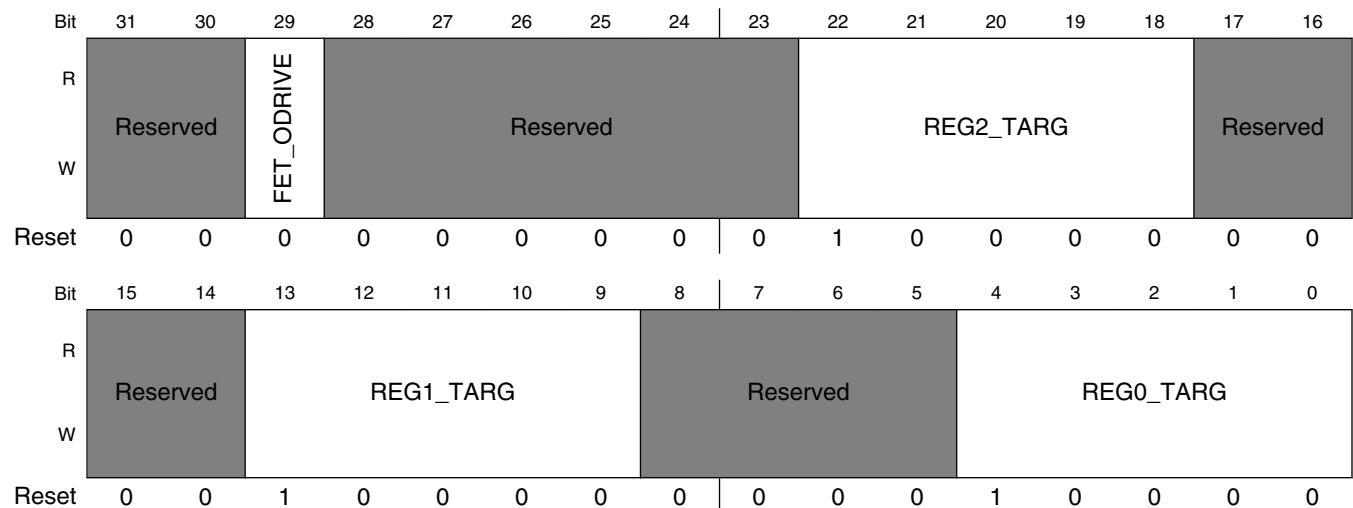 Bit 31 30 29 28 27 26 25 24 23 22 21 20 19 18 17 16
R
Reserved FET_ODRIVE Reserved REG2_TARG Reserved
W
Reset 0 0 0 0 0 0 0 0 0 1 0 0 0 0 0 0
Bit 15 14 13 12 11 10 9 8 7 6 5 4 3 2 1 0
R
Reserved REG1_TARG Reserved REG0_TARG
W
Reset 0 0 1 0 0 0 0 0 0 0 0 1 0 0 0 0